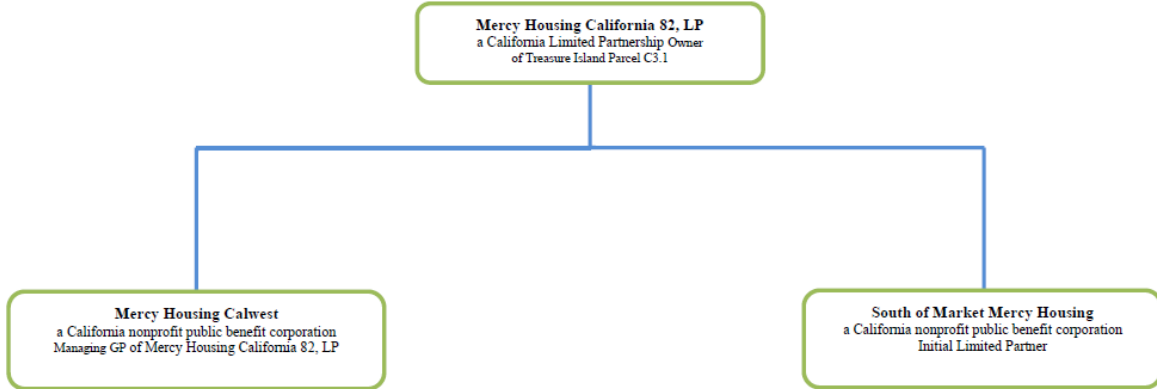 Mercy Housing California 82, LP
a California Limited Partnership Owner
of Treasure Island Parcel C3.1
Mercy Housing Calwest
a California nonprofit public benefit corporation
Managing GP of Mercy Housing California 82, LP
South of Market Mercy Housing
a California nonprofit public benefit corporation
Initial Limited Partner